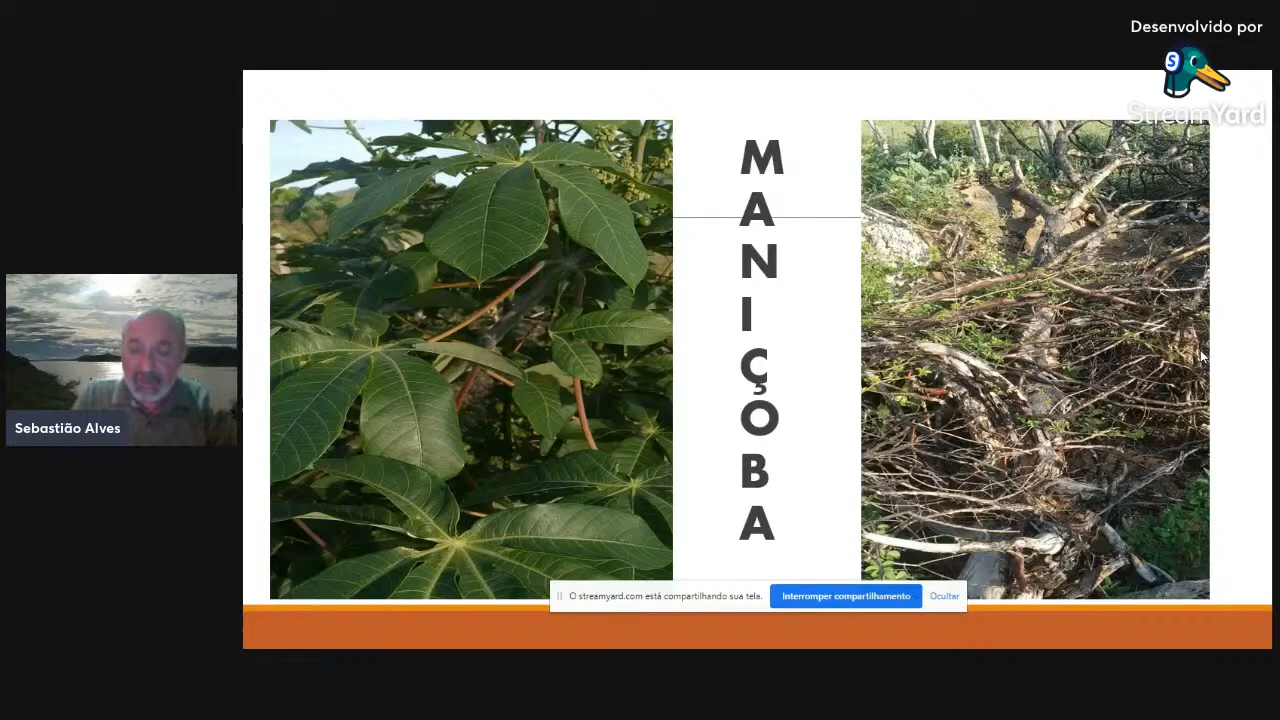 Desenvolvido por
S
StreamYard
M
A
N
I
Ç
O
B
A
Sebastião Alves
O streamyard.com está compartilhando sua tela.
Interromper compartilhamento
Ocultar